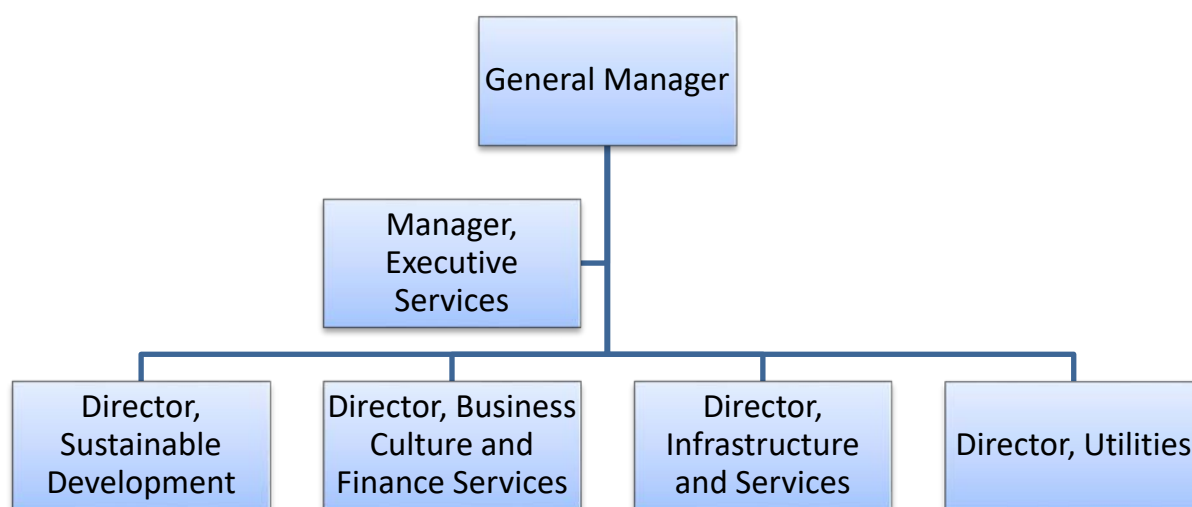 General Manager
Manager,
Executive
Services
Director,
Sustainable
Development
Director, Business
Culture and
Finance Services
Director,
Infrastructure
and Services
Director, Utilities